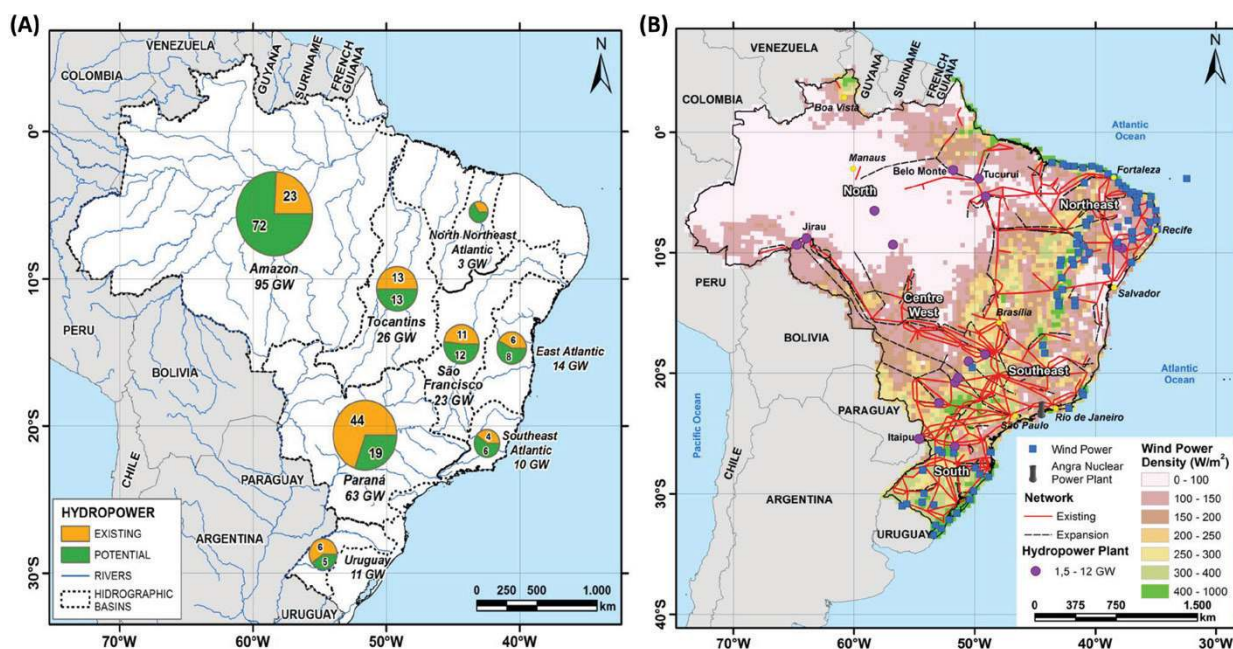 (A)
N
VENEZUELA
COLOMBIA
GUYANA
SURINAME
FRENCH
GUIANA
0°
23
72
Amazon
95 GW
North Northeast
Atlantic
3 GW
10°S
13
13
Tocantins
26 GW
PERU
11
12
São
Francisco
23 GW
6
8
East Atlantic
14 GW
BOLIVIA
20°S
44
19
Paraná
63 GW
4
6
Southeast
Atlantic
10 GW
CHILE
PARAGUAY
ARGENTINA
6
5
Uruguay
11 GW
30°S
URUGUAY
HYDROPOWER
EXISTING
POTENTIAL
RIVERS
HIDROGRAPHIC
BASINS
0 250 500 1.000
km
70°W 60°W 50°W 40°W
(B)
N
VENEZUELA
COLOMBIA
GUYANA
SURINAME
FRENCH
GUIANA
Boa Vista
Atlantic
Ocean
0°
Manaus
Belo Monte
Tucuruí
Fortaleza
North
Northeast
Jirau
Recife
10°S
PERU
Salvador
Centre
West
Brasília
BOLIVIA
Southeast
20°S
Atlantic
Ocean
Pacific Ocean
PARAGUAY
Rio de Janeiro
São Paulo
Itaipu
CHILE
South
30°S
ARGENTINA
URUGUAY
40°S
Wind Power
Angra Nuclear
Power Plant
Network
Existing
Expansion
Hydropower Plant
1,5 - 12 GW
Wind Power
Density (W/m²)
0 - 100
100 - 150
150 - 200
200 - 250
250 - 300
300 - 400
400 - 1000
0 375 750 1.500
km
70°W 60°W 50°W 40°W 30°W